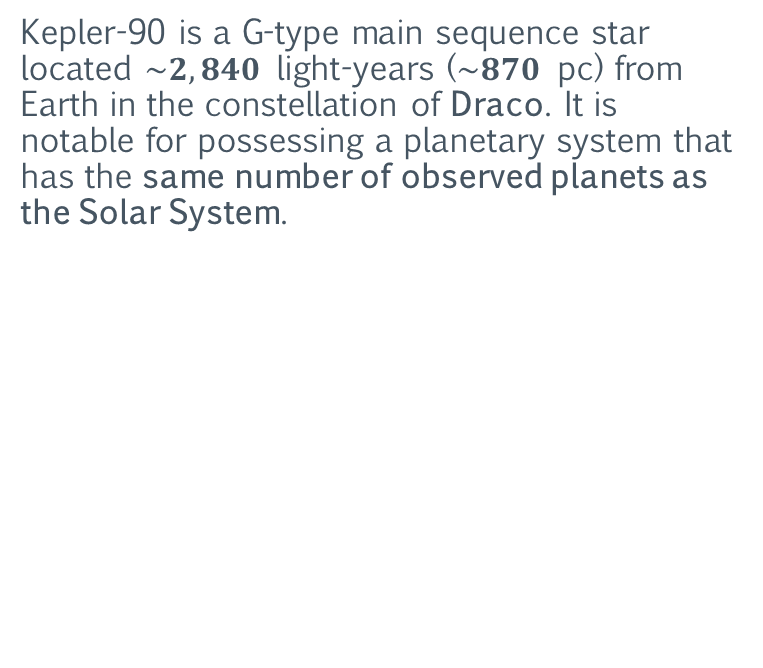 Kepler-90 is a G-type main sequence star
located ~2,840 light-years (~870 pc) from
Earth in the constellation of Draco. It is
notable for possessing a planetary system that
has the same number of observed planets as
the Solar System.